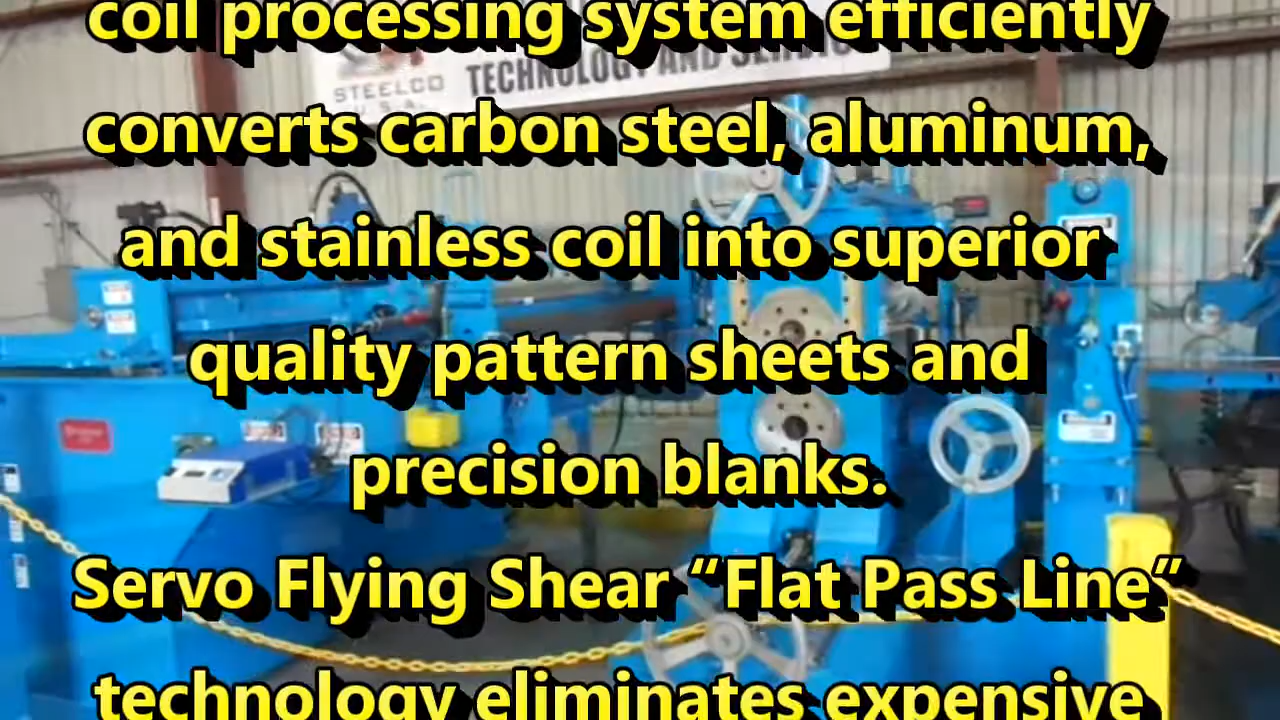 coil processing system efficiently
STEELCO
U.S.A.
TECHNOLOGY AND
converts carbon steel, aluminum,
and stainless coil into superior
quality pattern sheets and
precision blanks.
Servo Flying Shear “Flat Pass Line”
technology eliminates expensive